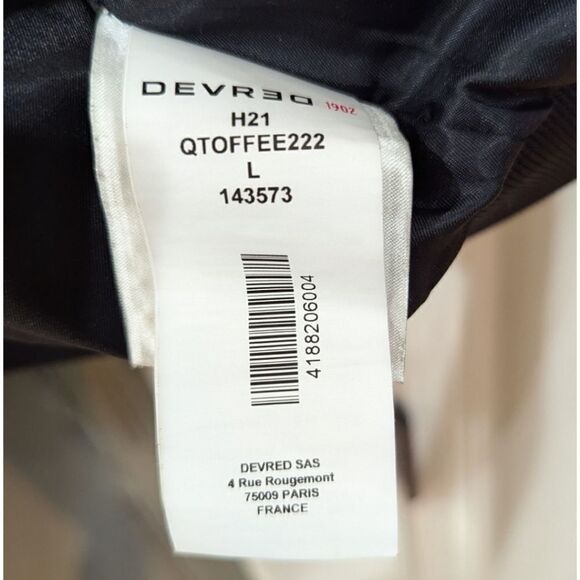 DEVRED 1902
H21
QTOFFEE222
L
143573
4188206004
DEVRED SAS
4 Rue Rougemont
75009 PARIS
FRANCE